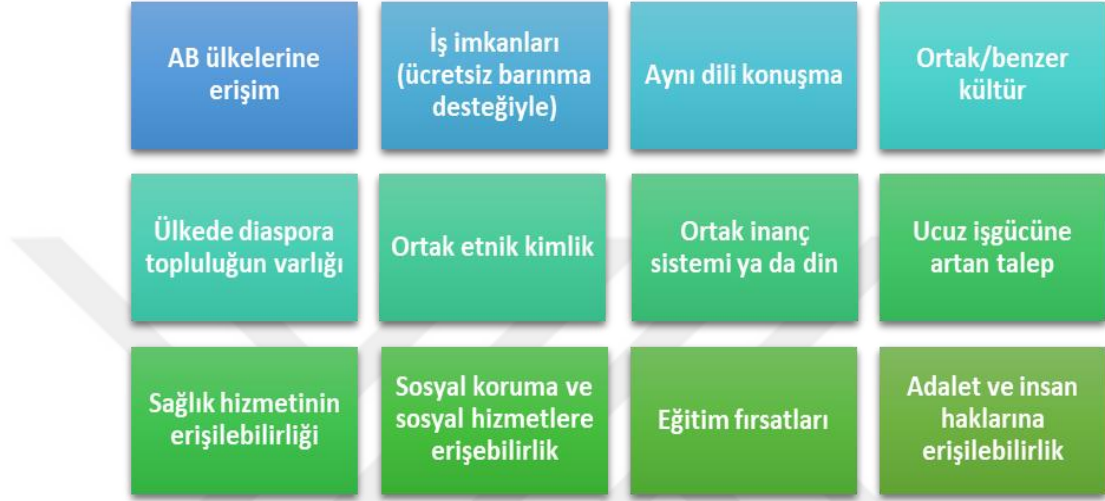 AB ülkelerine
erişim
İş imkanları
(ücretsiz barınma
desteğiyle)
Aynı dili konuşma
Ortak/benzer
kültür
Ülkede diaspora
topluluğun varlığı
Ortak etnik kimlik
Ortak inanç
sistemi ya da din
Ucuz işgücüne
artan talep
Sağlık hizmetinin
erişilebilirliği
Sosyal koruma ve
sosyal hizmetlere
erişebilirlik
Eğitim fırsatları
Adalet ve insan
haklarına
erişilebilirlik